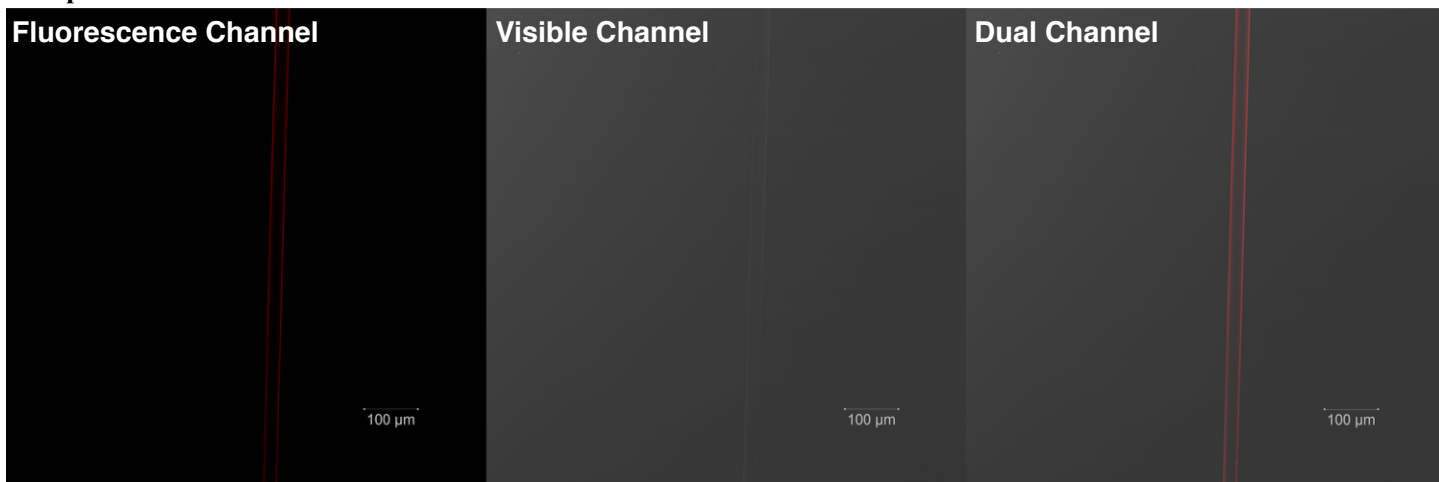 Fluorescence Channel
Visible Channel
Dual Channel
100 μm
100 μm
100 μm